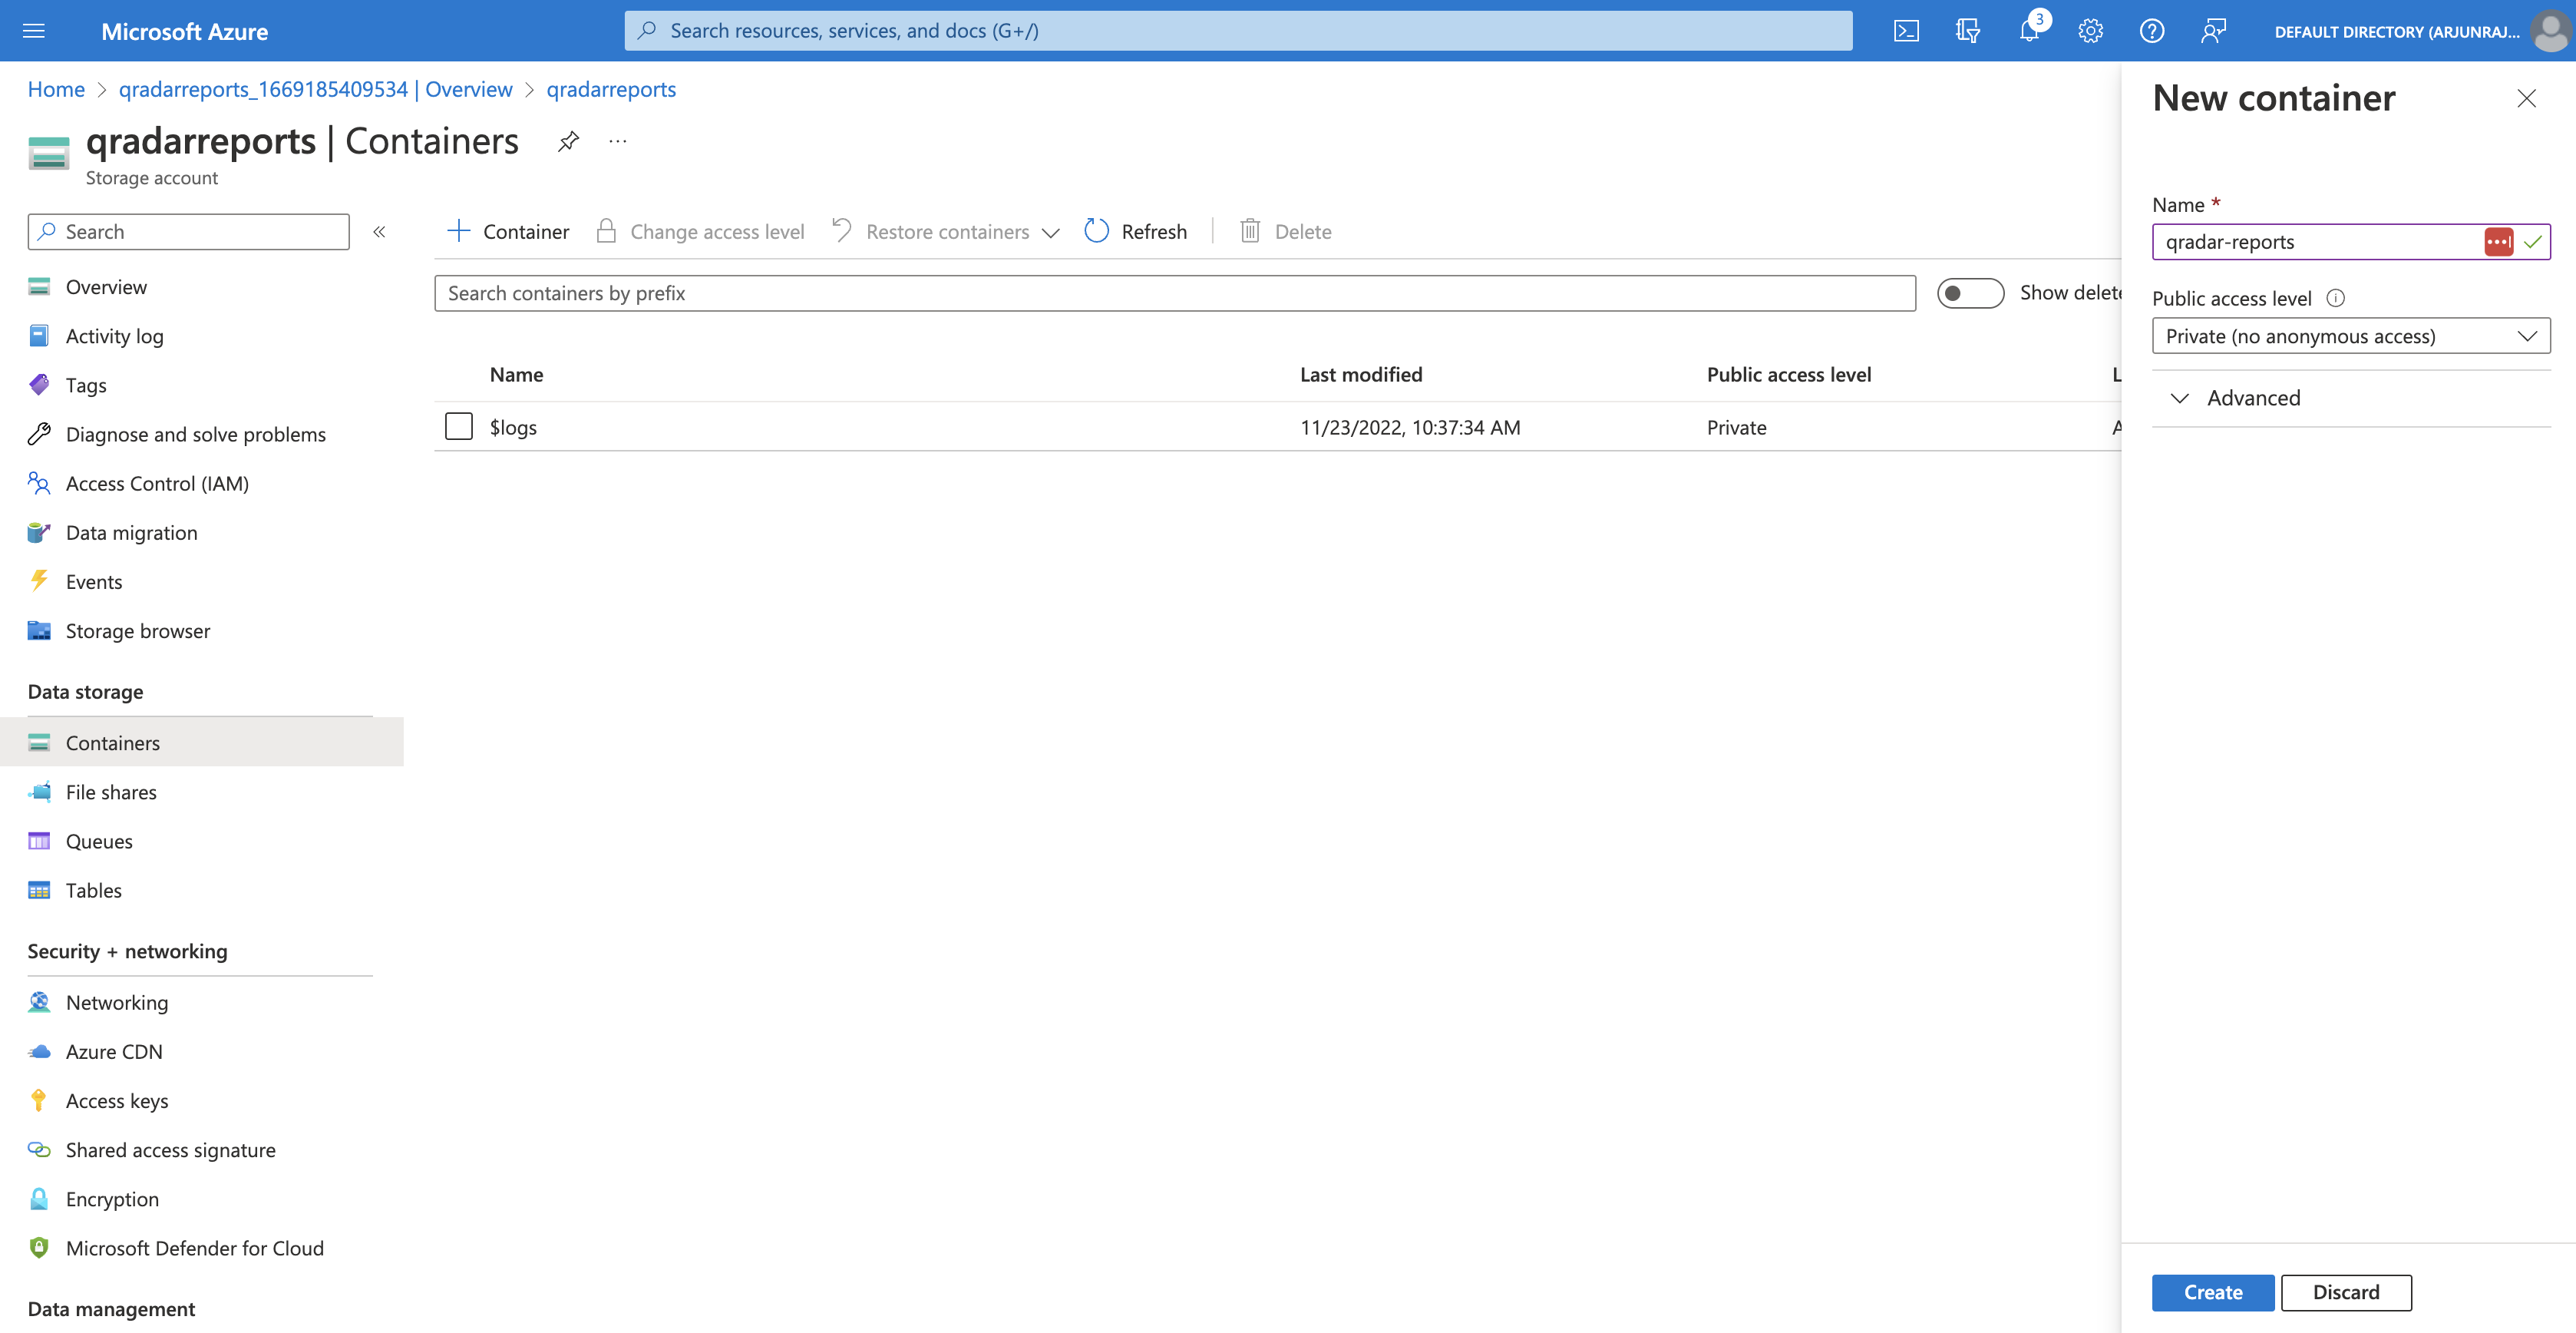 Microsoft Azure
Search resources, services, and docs (G+/)
3
DEFAULT DIRECTORY (ARJUNRAJ...
Home > qradarreports_1669185409534 | Overview > qradarreports
qradarreports | Containers
...
Storage account
Search
«
Overview
Activity log
Tags
Diagnose and solve problems
Access Control (IAM)
Data migration
Events
Storage browser
Data storage
Containers
File shares
Queues
Tables
Security + networking
Networking
Azure CDN
Access keys
Shared access signature
Encryption
Microsoft Defender for Cloud
Data management
+ Container Change access level Restore containers Refresh Delete
Search containers by prefix
Show delete
Name Last modified Public access level L
$logs 11/23/2022, 10:37:34 AM Private A
New container
Name *
qradar-reports
Public access level
Private (no anonymous access)
Advanced
Create Discard